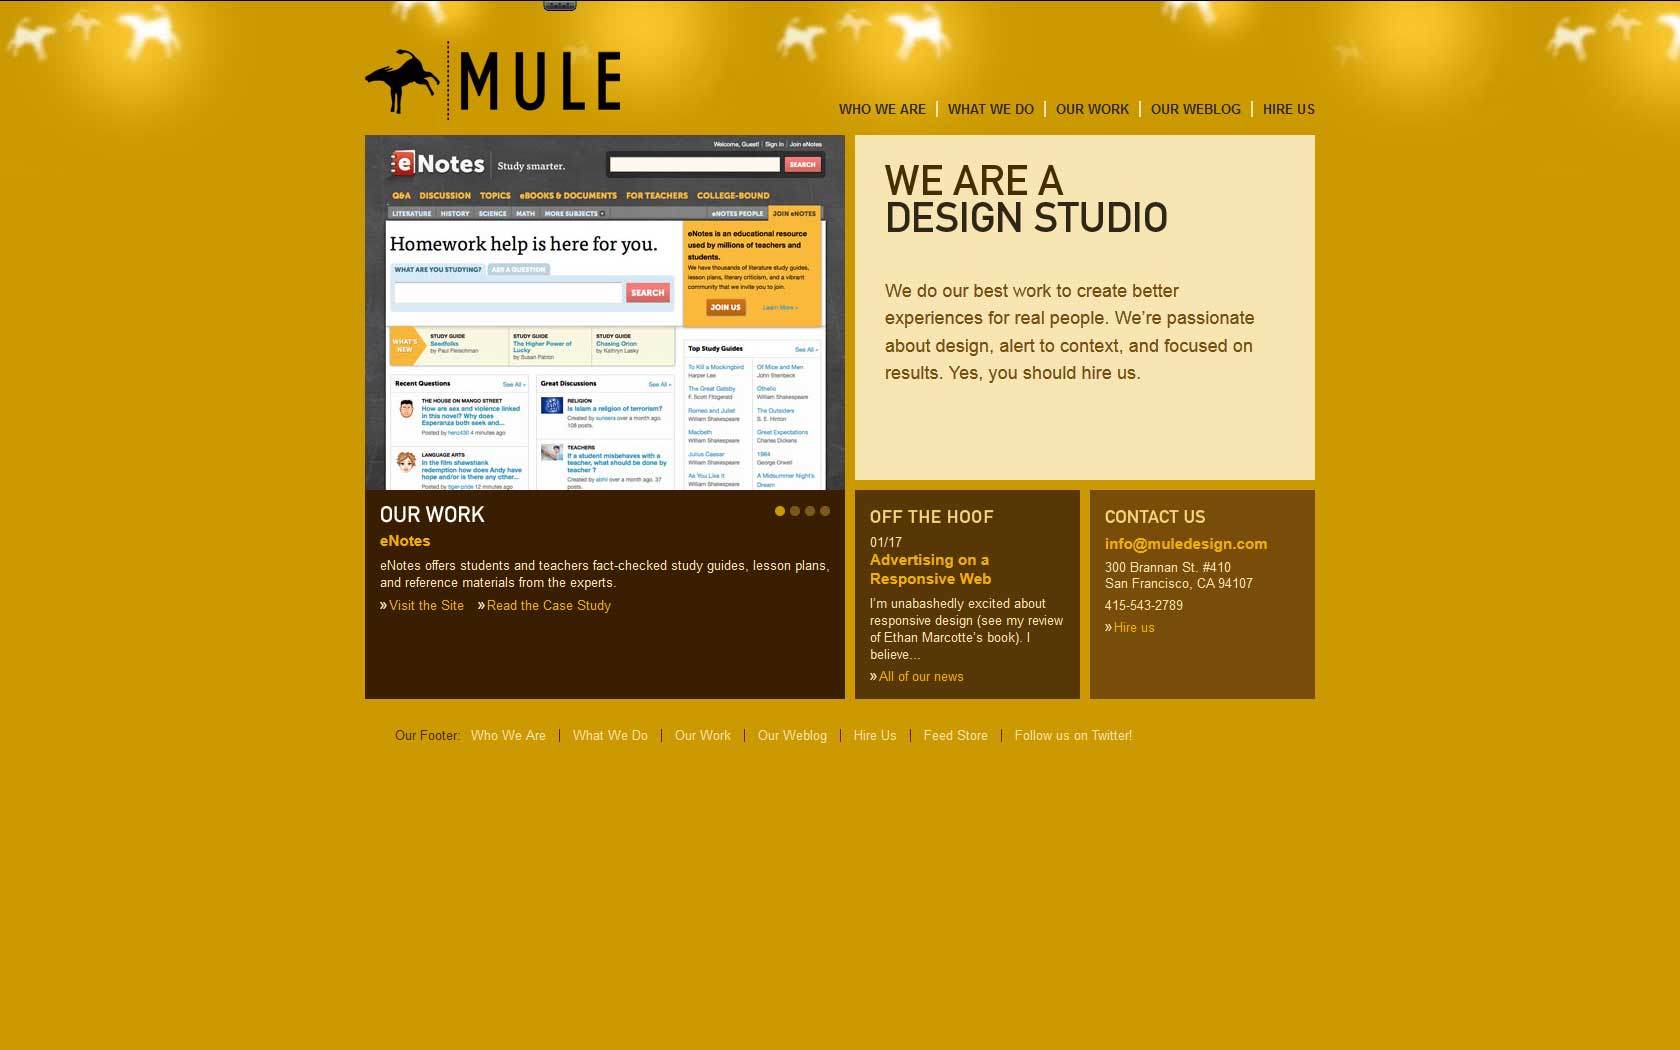 MULE
WHO WE ARE | WHAT WE DO | OUR WORK | OUR WEBLOG | HIRE US
Welcome, Guest! | Sign In | Join eNotes
eNotes Study smarter.
SEARCH
Q&A DISCUSSION TOPICS eBOOKS & DOCUMENTS FOR TEACHERS COLLEGE-BOUND
LITERATURE HISTORY SCIENCE MATH MORE SUBJECTS eNOTES PEOPLE JOIN eNOTES
Homework help is here for you.
WHAT ARE YOU STUDYING? ASK A QUESTION
SEARCH
eNotes is an educational resource
used by millions of teachers and
students.
We have thousands of literature study guides,
lesson plans, literary criticism, and a vibrant
community that we invite you to join.
JOIN US Learn More »
WHAT'S
NEW
STUDY GUIDE
Seedfolks
by Paul Fleischman
STUDY GUIDE
The Higher Power of
Lucky
by Susan Patron
STUDY GUIDE
Chasing Orion
by Kathryn Lasky
Recent Questions See All »
THE HOUSE ON MANGO STREET
How are sex and violence linked
in this novel? Why does
Esperanza both seek and...
Posted by henz430 4 minutes ago
LANGUAGE ARTS
In the film shawshank
redemption how does Andy have
hope and/or is there any other...
Posted by tiger-pride 12 minutes ago
Great Discussions See All »
RELIGION
Is Islam a religion of terrorism?
Created by sumeers over a month ago.
108 posts.
TEACHERS
If a student misbehaves with a
teacher, what should be done by
teacher ?
Created by abhil over a month ago. 37
posts.
Top Study Guides See All »
To Kill a Mockingbird
Harper Lee
The Great Gatsby
F. Scott Fitzgerald
Romeo and Juliet
William Shakespeare
Macbeth
William Shakespeare
Julius Caesar
William Shakespeare
As You Like It
William Shakespeare
Of Mice and Men
John Steinbeck
Othello
William Shakespeare
The Outsiders
S. E. Hinton
Great Expectations
Charles Dickens
1984
George Orwell
A Midsummer Night's
Dream
WE ARE A
DESIGN STUDIO
We do our best work to create better
experiences for real people. We’re passionate
about design, alert to context, and focused on
results. Yes, you should hire us.
OUR WORK
eNotes
eNotes offers students and teachers fact-checked study guides, lesson plans,
and reference materials from the experts.
» Visit the Site » Read the Case Study
OFF THE HOOF
01/17
Advertising on a
Responsive Web
I’m unabashedly excited about
responsive design (see my review
of Ethan Marcotte’s book). I
believe…
» All of our news
CONTACT US
info@muledesign.com
300 Brannan St. #410
San Francisco, CA 94107
415-543-2789
» Hire us
Our Footer: Who We Are | What We Do | Our Work | Our Weblog | Hire Us | Feed Store | Follow us on Twitter!